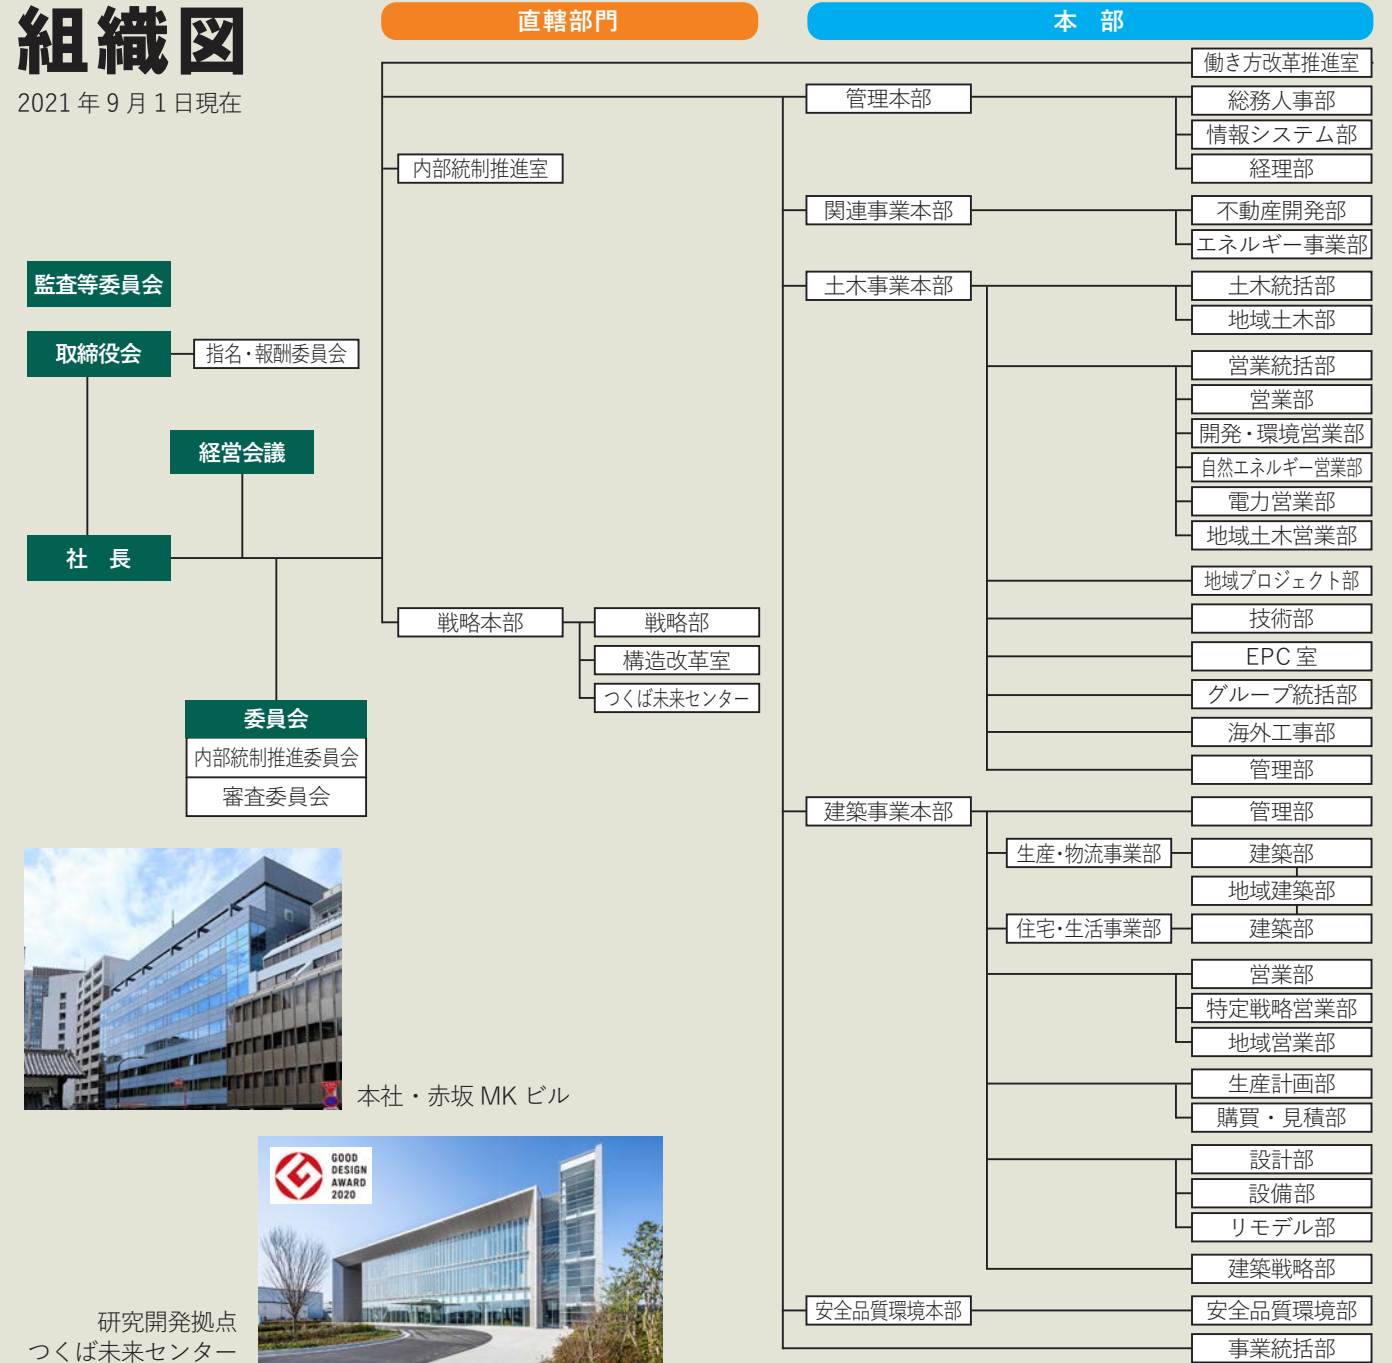 組織図
2021年9月1日現在
直轄部門
本　部
働き方改革推進室
管理本部
総務人事部
情報システム部
経理部
内部統制推進室
関連事業本部
不動産開発部
エネルギー事業部
監査等委員会
取締役会
指名・報酬委員会
経営会議
社　長
委員会
内部統制推進委員会
審査委員会
戦略本部
戦略部
構造改革室
つくば未来センター
土木事業本部
土木統括部
地域土木部
営業統括部
営業部
開発・環境営業部
自然エネルギー営業部
電力営業部
地域土木営業部
地域プロジェクト部
技術部
EPC室
グループ統括部
海外工事部
管理部
建築事業本部
管理部
生産・物流事業部
建築部
地域建築部
住宅・生活事業部
建築部
営業部
特定戦略営業部
地域営業部
生産計画部
購買・見積部
設計部
設備部
リモデル部
建築戦略部
安全品質環境本部
安全品質環境部
事業統括部
本社・赤坂MKビル
GOOD
DESIGN
AWARD
2020
研究開発拠点
つくば未来センター